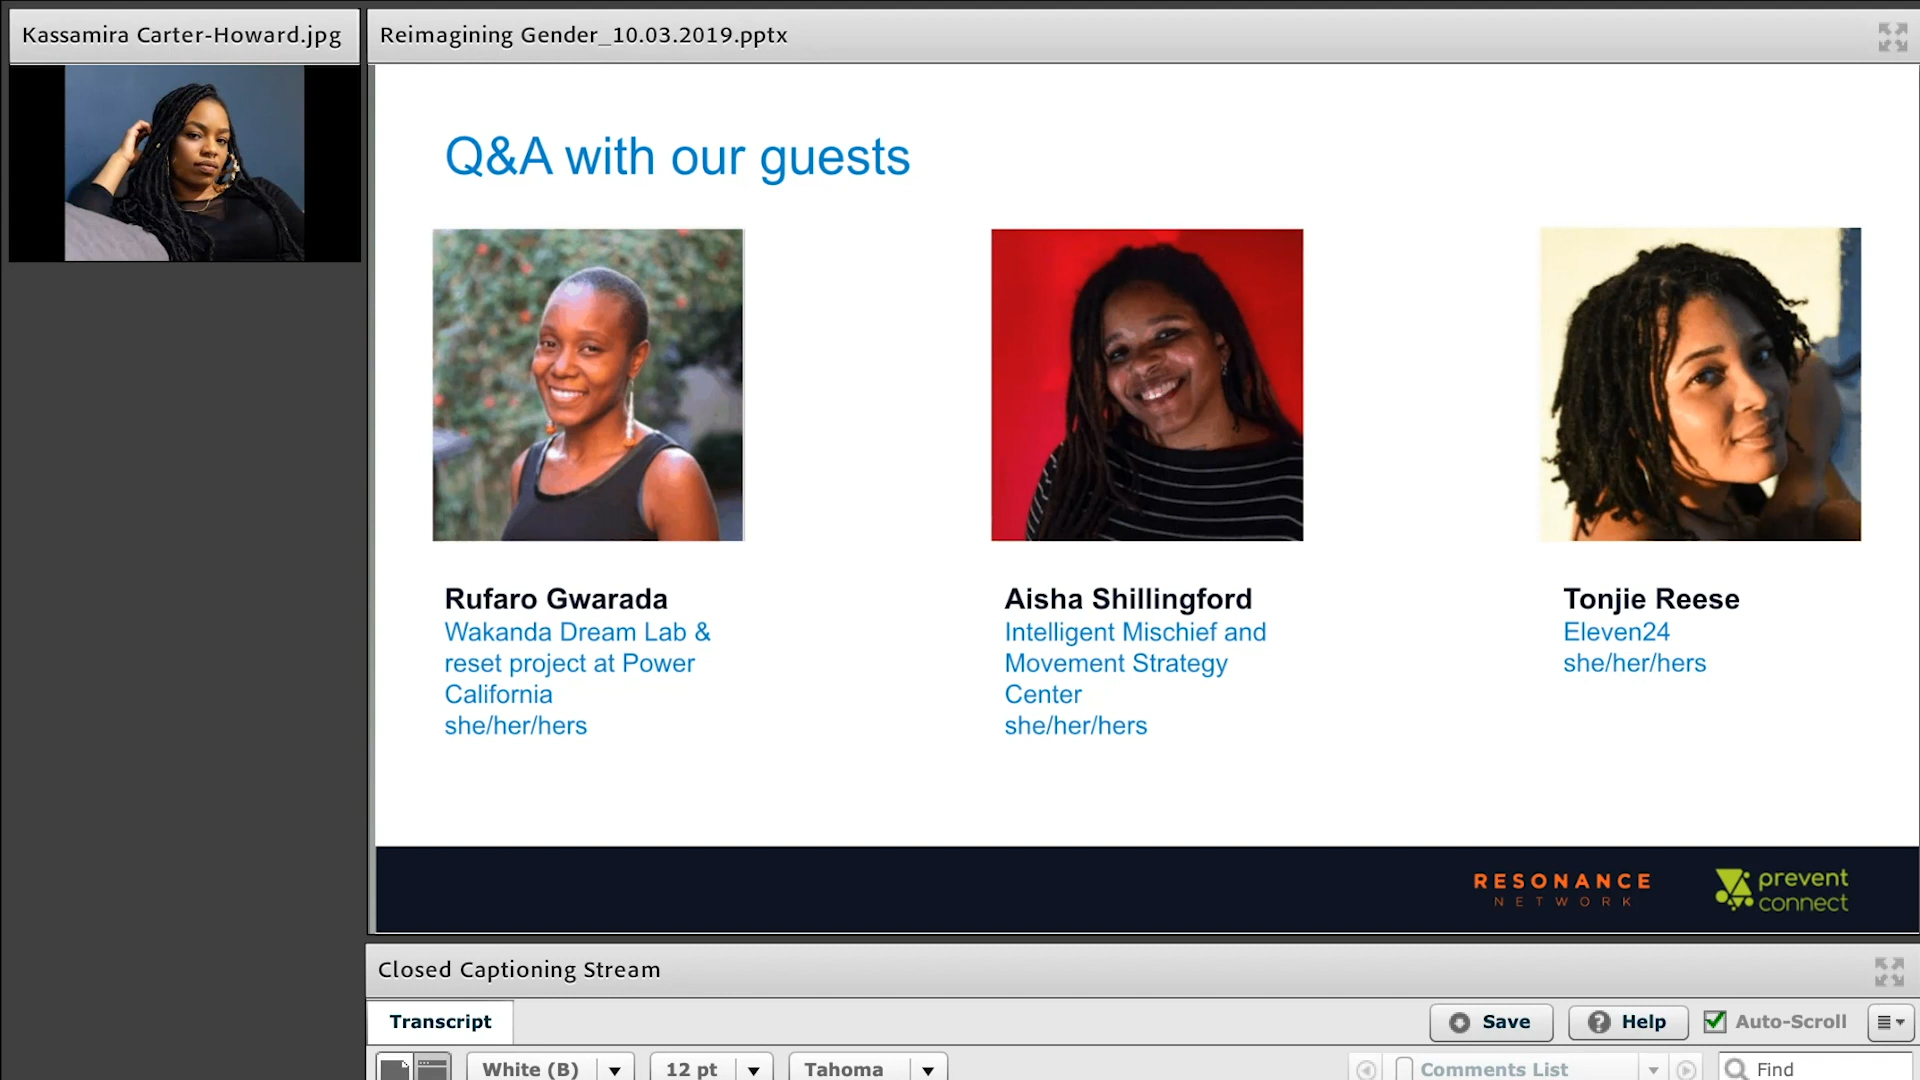 Kassamira Carter-Howard.jpg
Reimagining Gender_10.03.2019.pptx
Q&A with our guests
Rufaro Gwarada
Wakanda Dream Lab &
reset project at Power
California
she/her/hers
Aisha Shillingford
Intelligent Mischief and
Movement Strategy
Center
she/her/hers
Tonjie Reese
Eleven24
she/her/hers
RESONANCE
NETWORK
prevent
connect
Closed Captioning Stream
Transcript
Save
? Help
Auto-Scroll
White (B)
12 pt
Tahoma
Comments List
Find